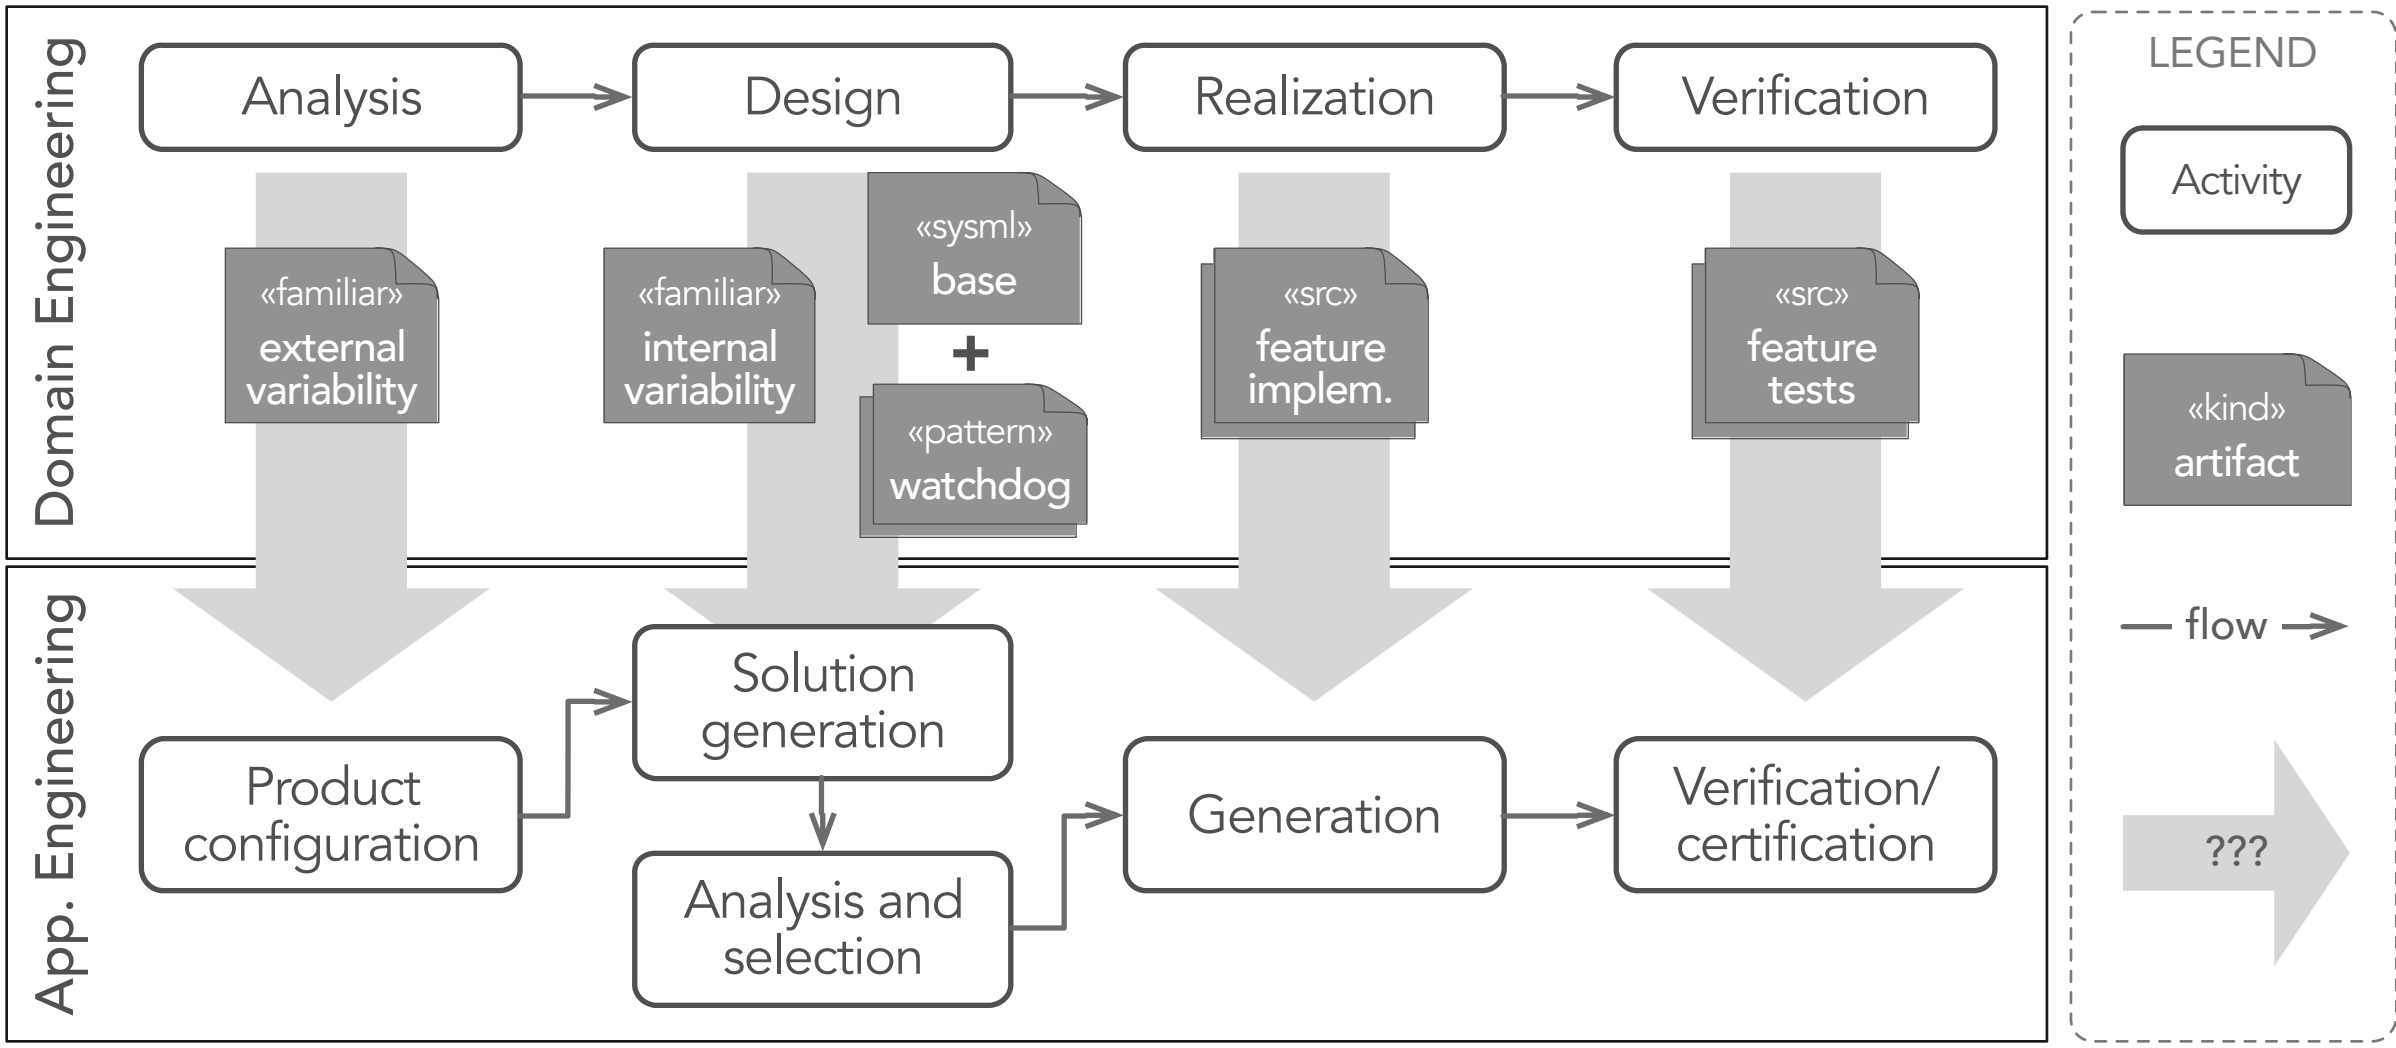 Domain Engineering
Analysis
Design
Realization
Verification
«familiar»
external
variability
«familiar»
internal
variability
«sysml»
base
+
«pattern»
watchdog
«src»
feature
implem.
«src»
feature
tests
App. Engineering
Product
configuration
Solution
generation
Analysis and
selection
Generation
Verification/
certification
LEGEND
Activity
«kind»
artifact
flow
???